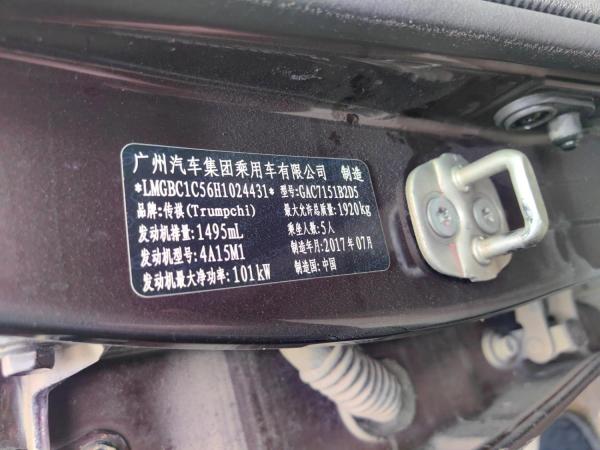 广州汽车集团乘用车有限公司 制造
*LMGBC1C56H1024431* 型号:GAC7151B2D5
品牌:传祺(Trumpchi) 最大允许总质量:1920kg
发动机排量:1495mL 乘坐人数:5人
发动机型号:4A15M1 制造年月:2017年07月
发动机最大净功率:101kW 制造国:中国